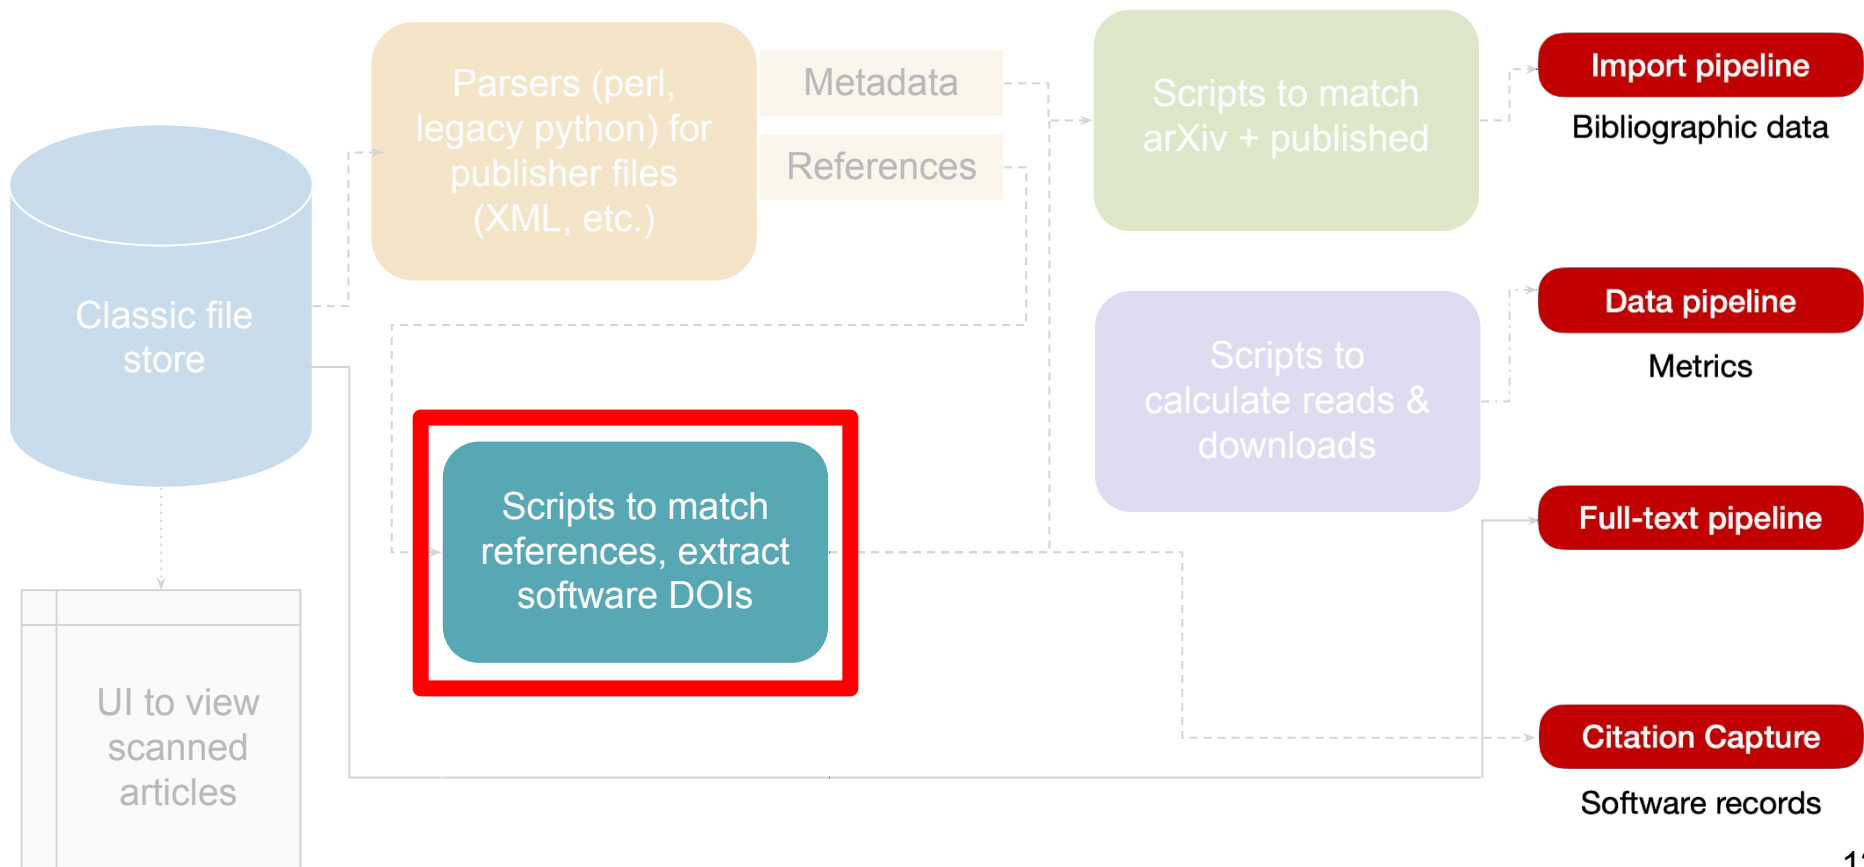 Parsers (perl,
legacy python) for
publisher files
(XML, etc.)
Metadata
References
Scripts to match
arXiv + published
Import pipeline
Bibliographic data
Classic file
store
Scripts to
calculate reads &
downloads
Data pipeline
Metrics
Scripts to match
references, extract
software DOIs
Full-text pipeline
UI to view
scanned
articles
Citation Capture
Software records